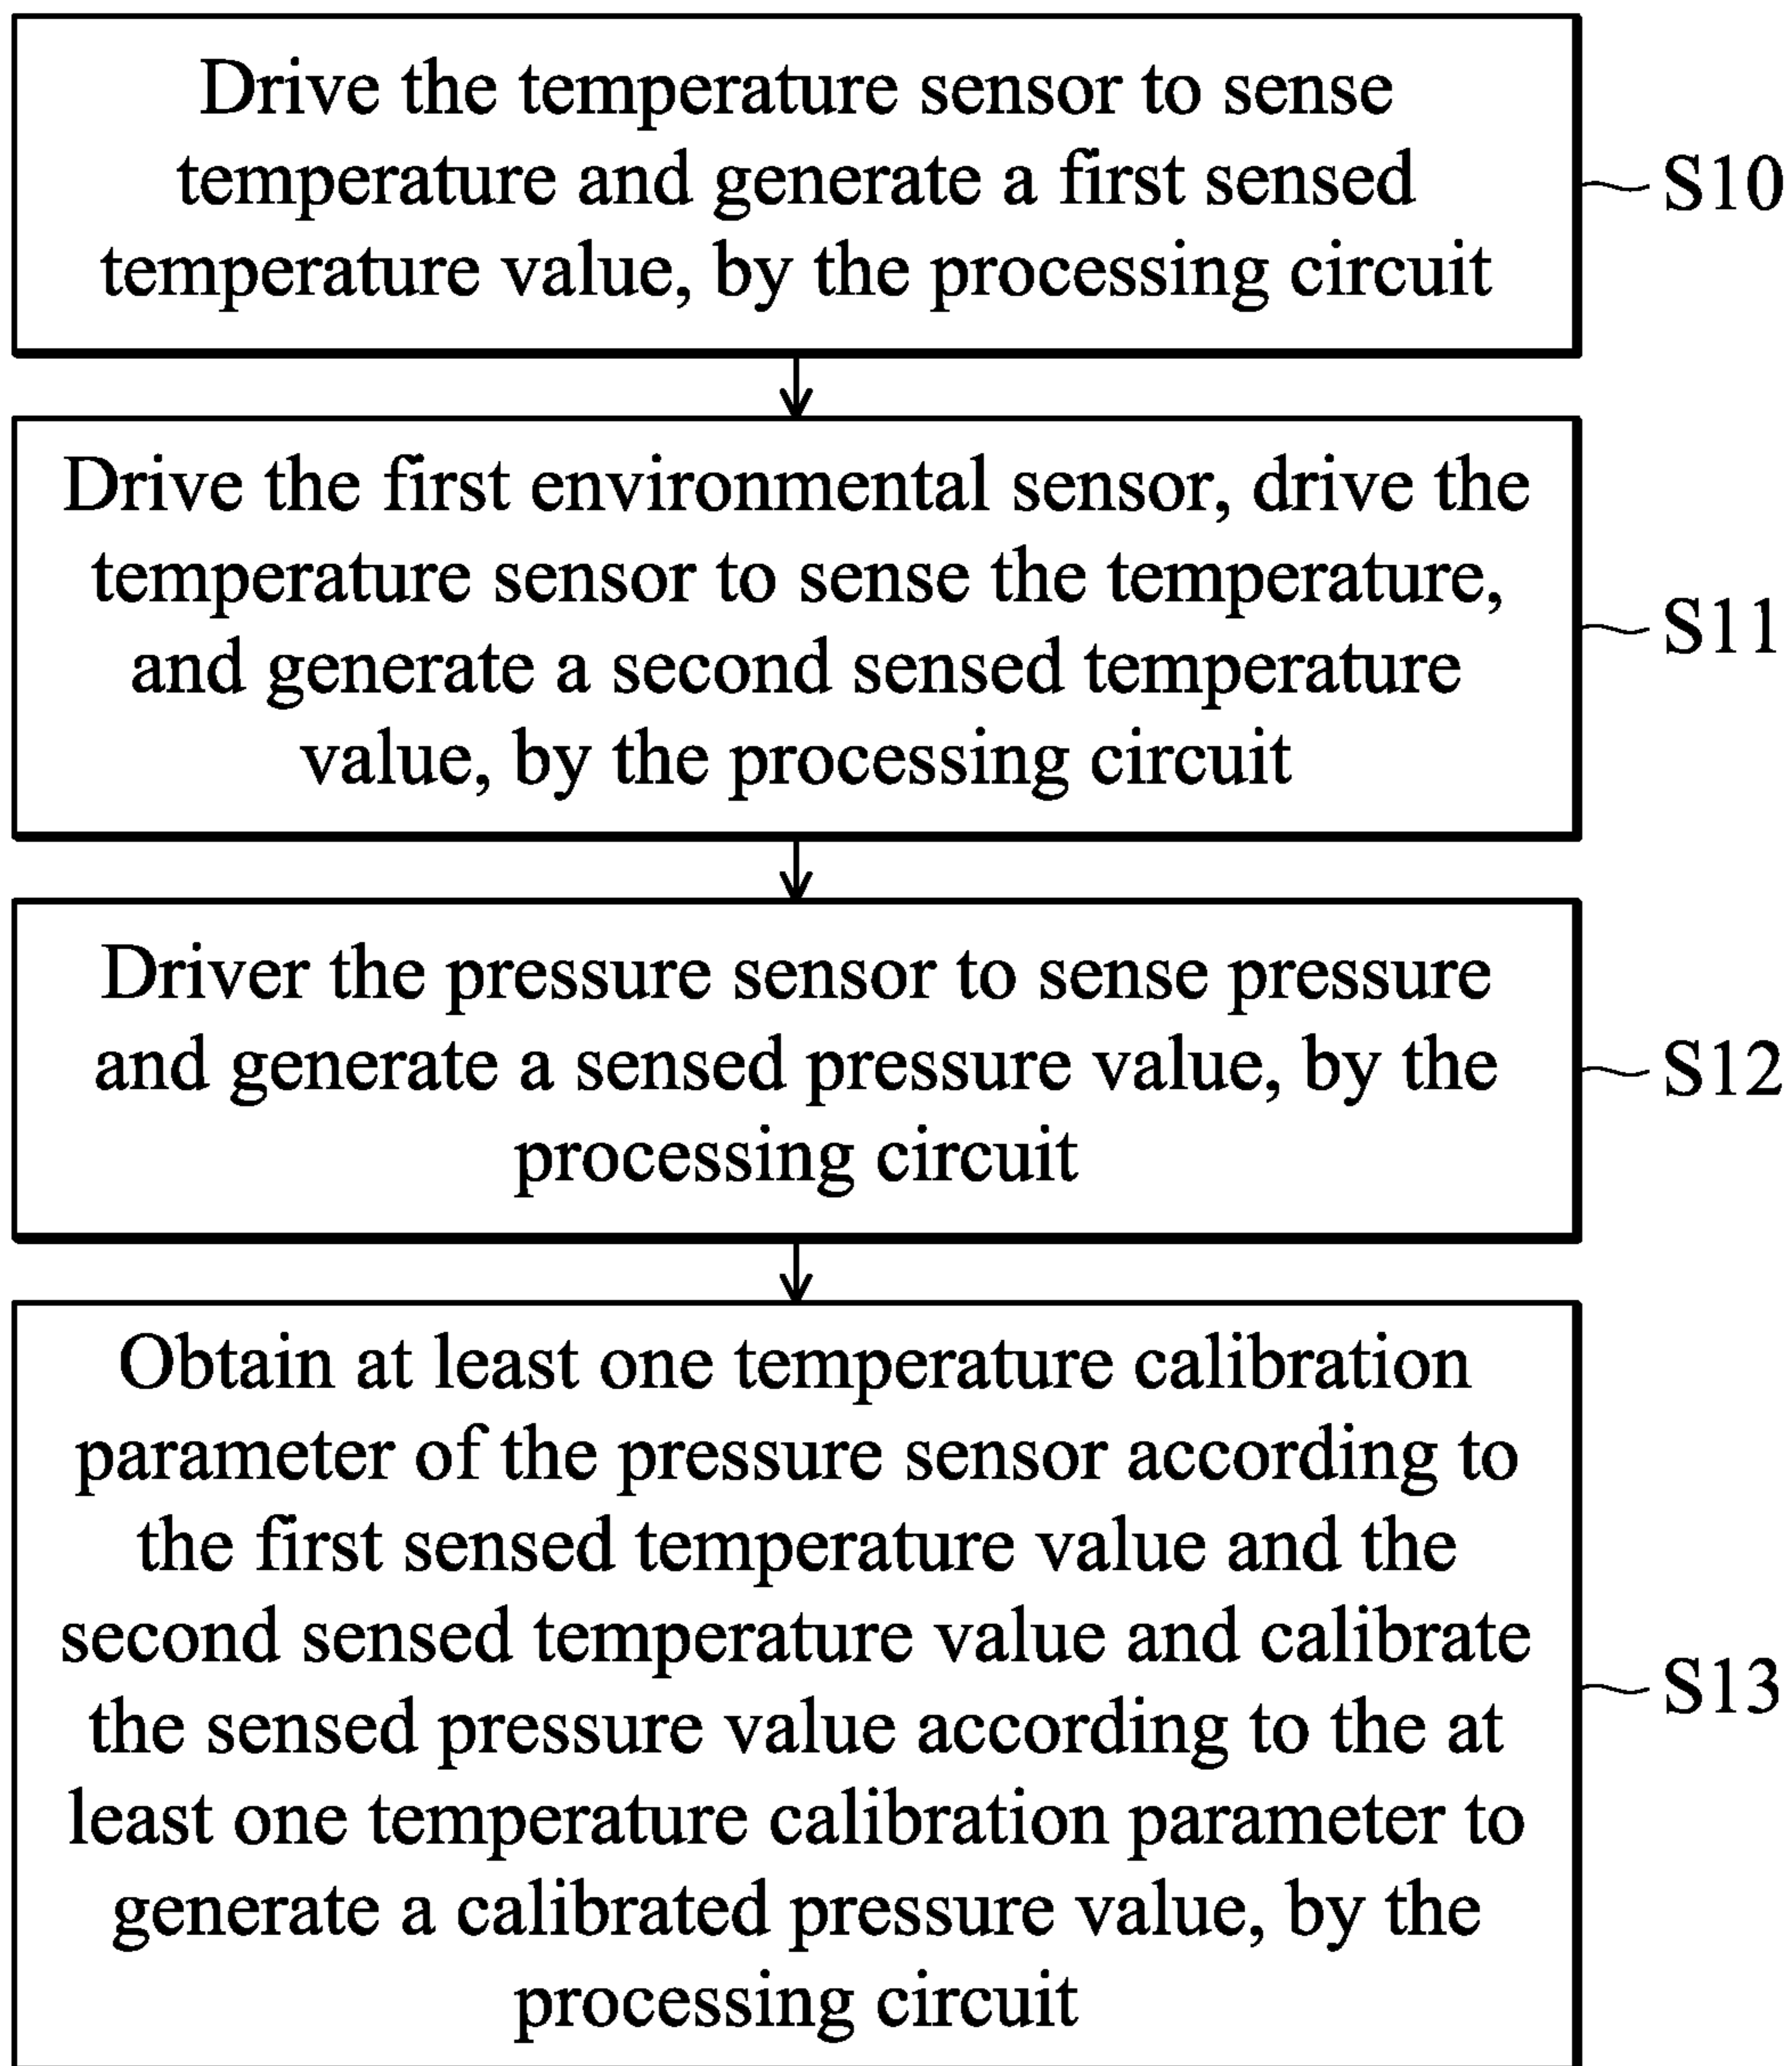 Drive the temperature sensor to sense
temperature and generate a first sensed
temperature value, by the processing circuit
S10
Drive the first environmental sensor, drive the
temperature sensor to sense the temperature,
and generate a second sensed temperature
value, by the processing circuit
S11
Driver the pressure sensor to sense pressure
and generate a sensed pressure value, by the
processing circuit
S12
Obtain at least one temperature calibration
parameter of the pressure sensor according to
the first sensed temperature value and the
second sensed temperature value and calibrate
the sensed pressure value according to the at
least one temperature calibration parameter to
generate a calibrated pressure value, by the
processing circuit
S13